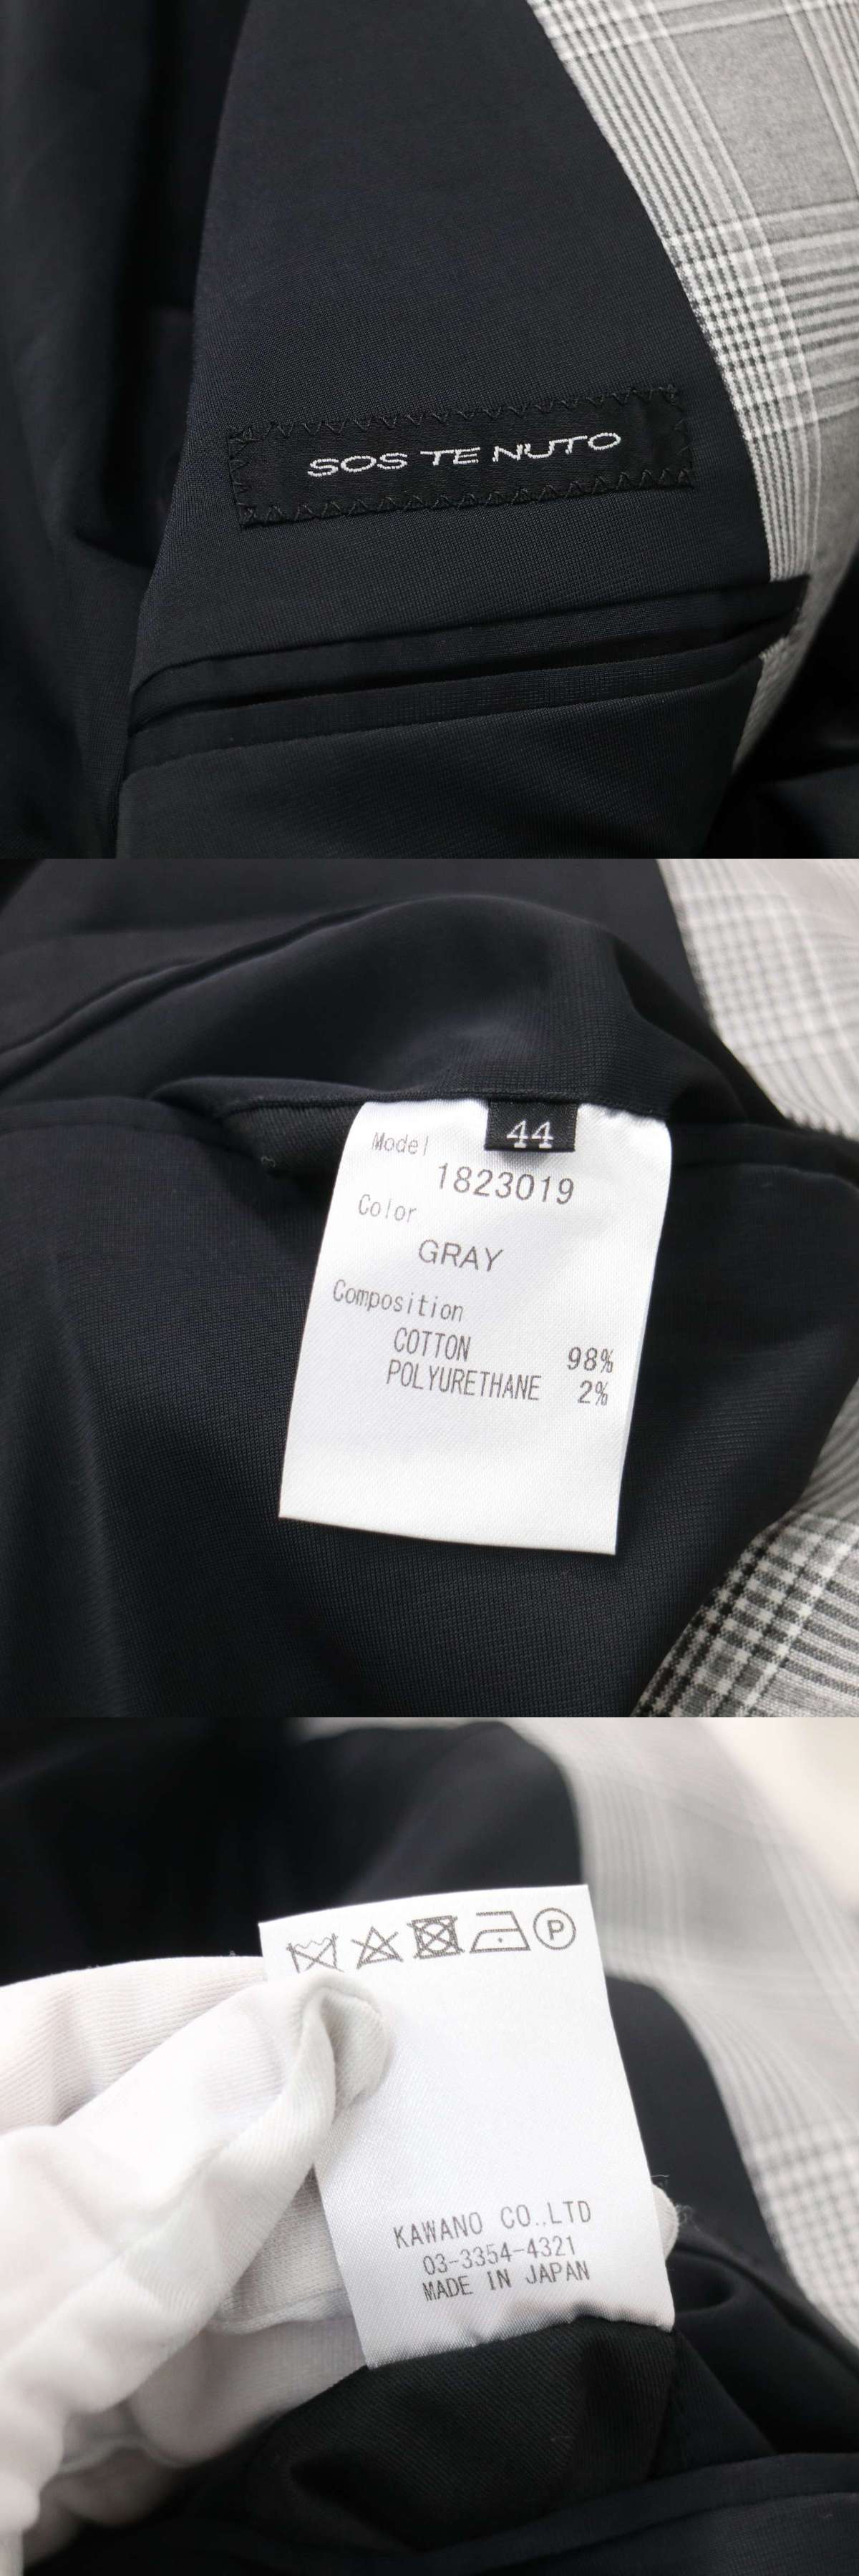 SOS TE NUTO
44
Model
1823019
Color
GRAY
Composition
COTTON 98%
POLYURETHANE 2%
P
KAWANO CO.,LTD
03-3354-4321
MADE IN JAPAN